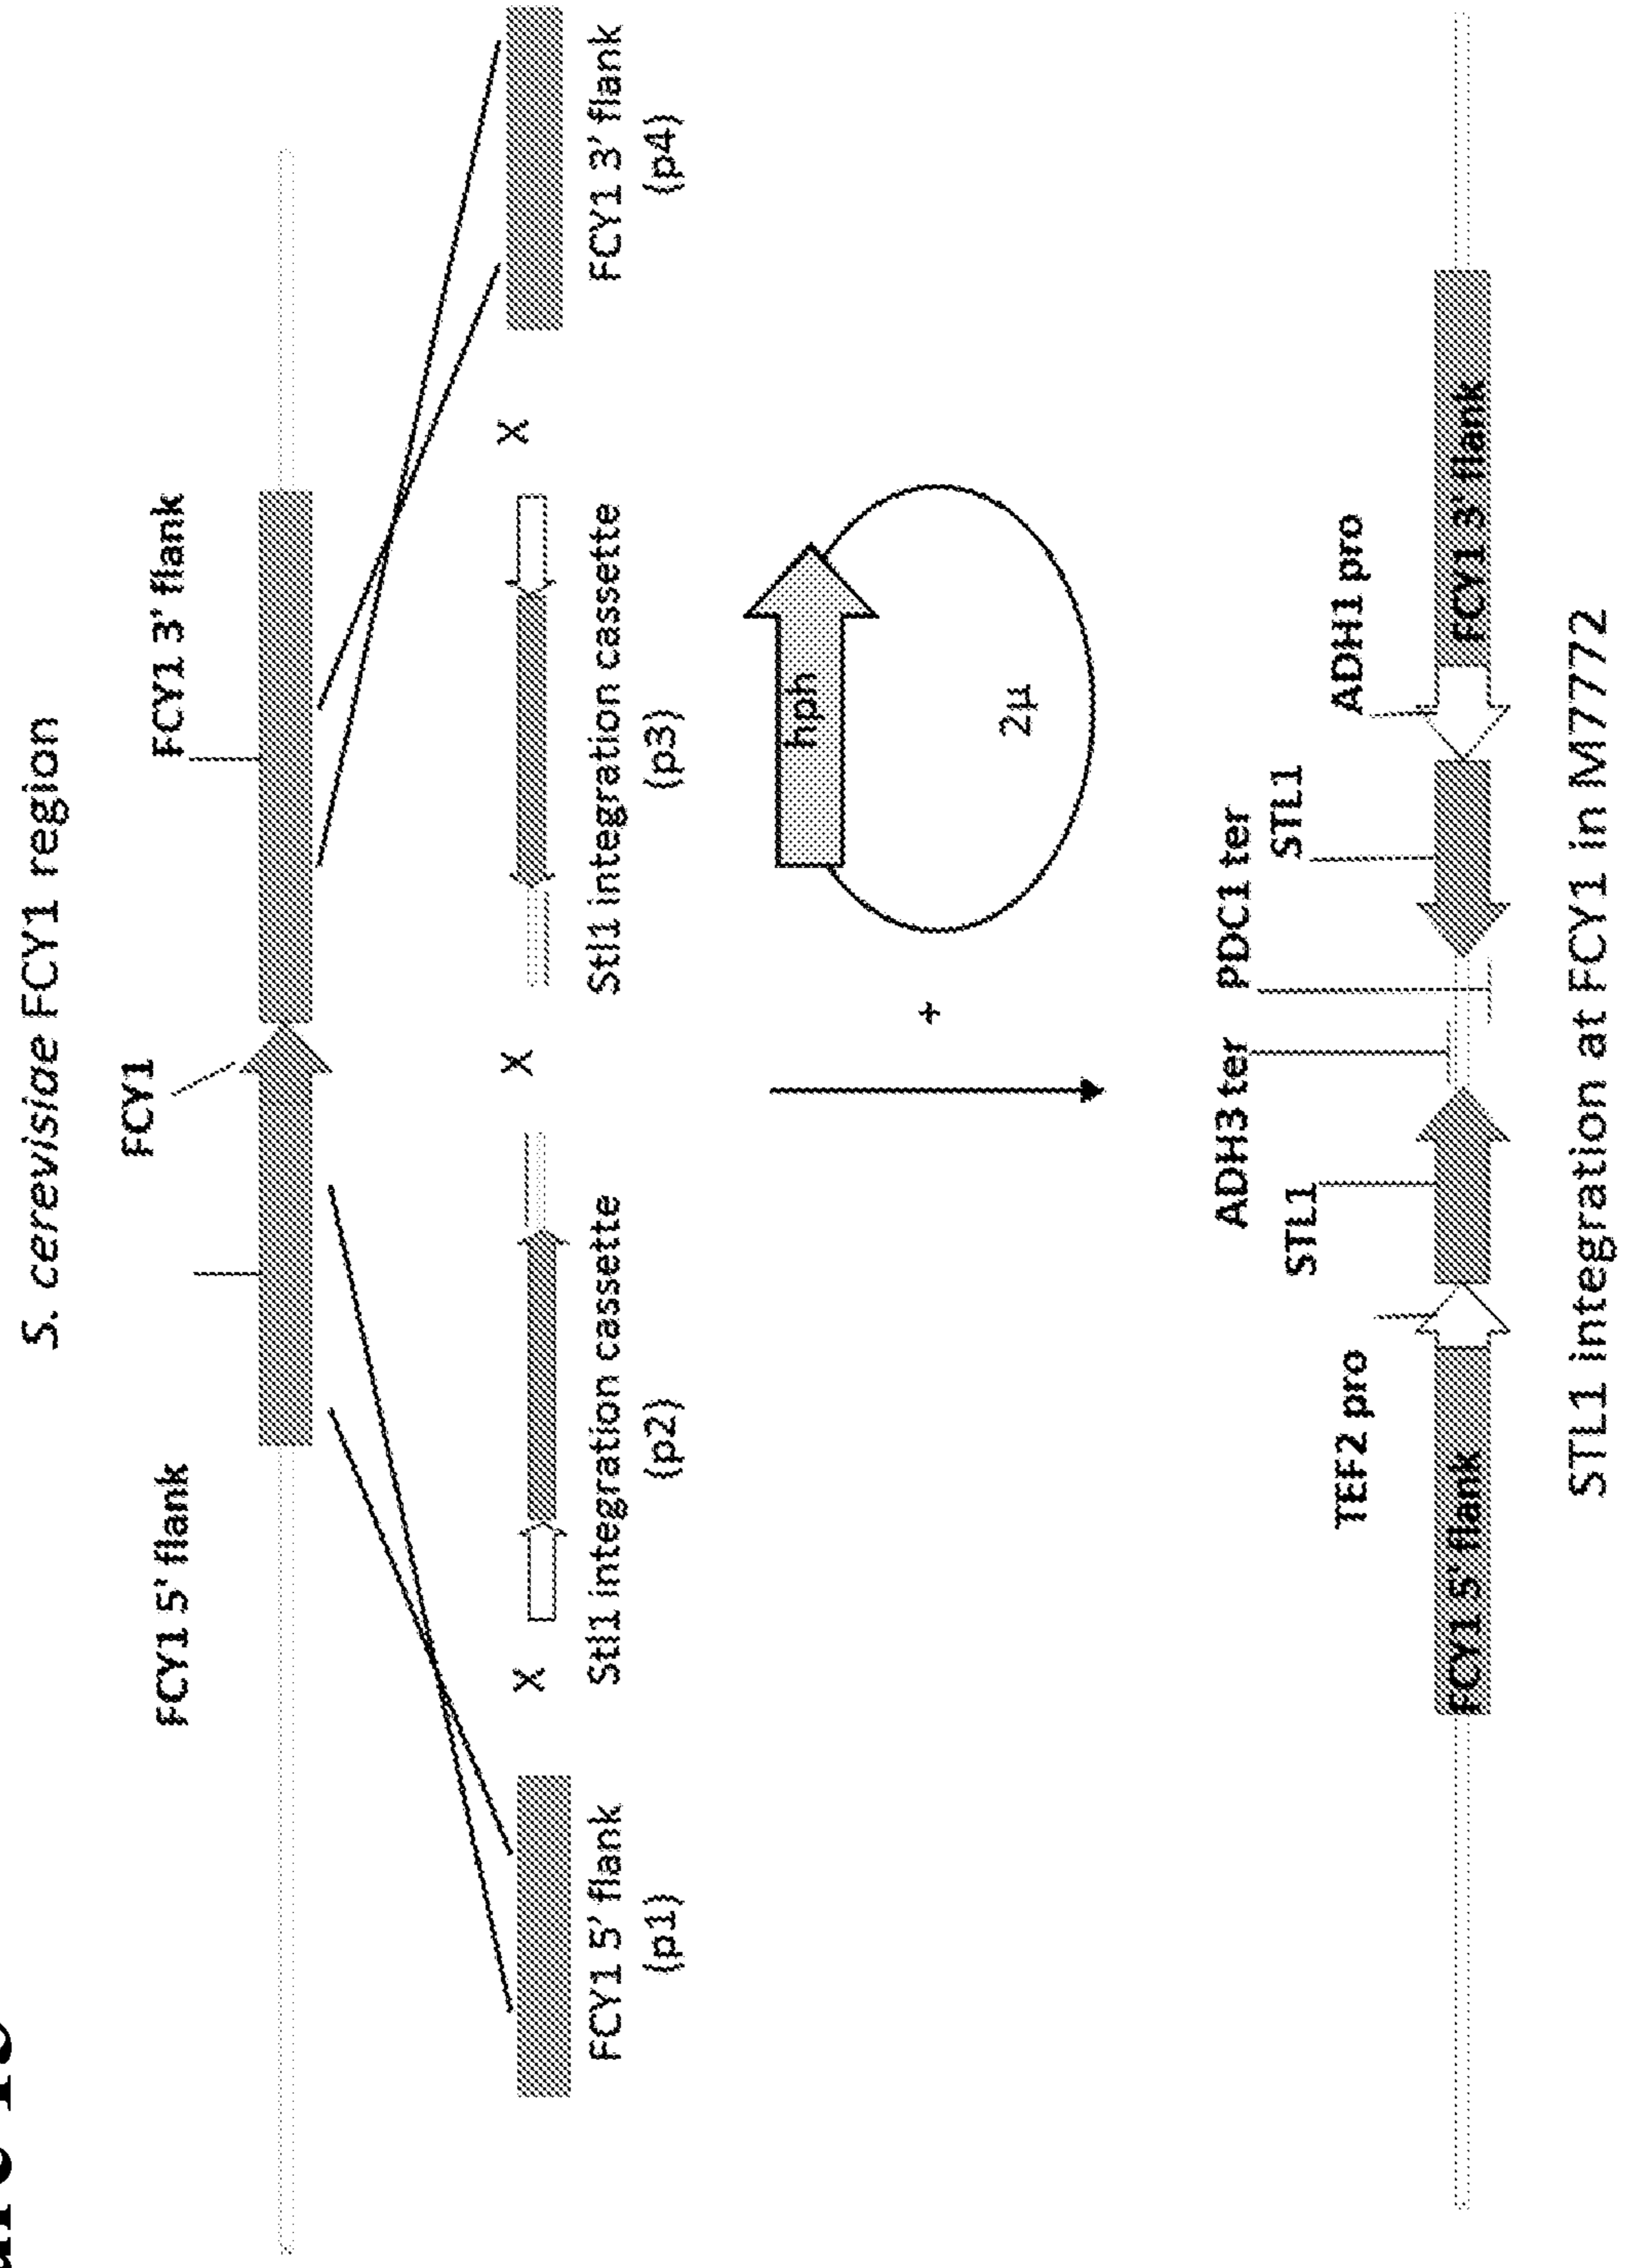 S. cerevisiae FCY1 region
FCY1 5' flank
FCY1
FCY1 3' flank
X
X
X
FCY1 5' flank
(p1)
Stl1 integration cassette
(p2)
Stl1 integration cassette
(p3)
FCY1 3' flank
(p4)
+
hph
2µ
TEF2 pro
STL1
ADH3 ter
PDC1 ter
STL1
ADH1 pro
FCY1 5' flank
FCY1 3' flank
STL1 integration at FCY1 in M7772